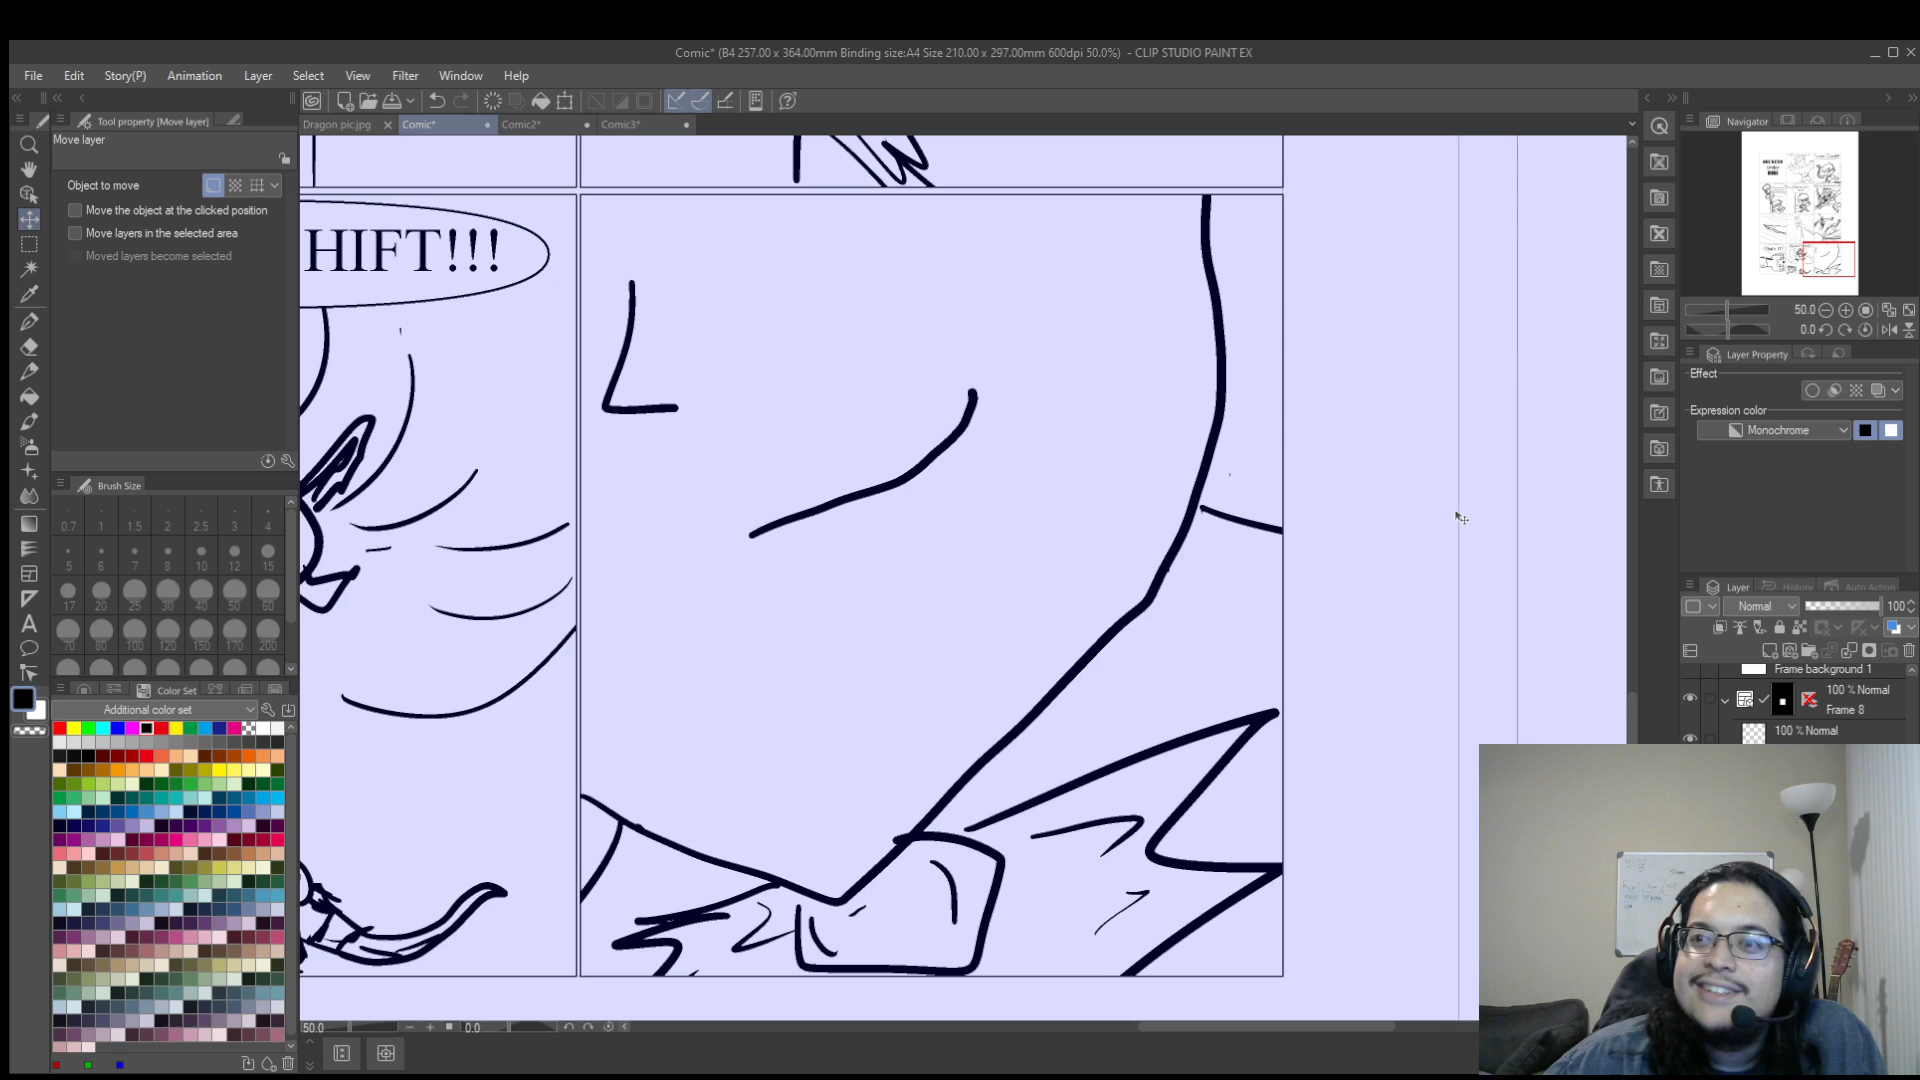 Comic* (B4 257.00 x 364.00mm Binding size:A4 Size 210.00 x 297.00mm 600dpi 50.0%) - CLIP STUDIO PAINT EX
File Edit Story(P) Animation Layer Select View Filter Window Help
Tool property [Move layer]
Dragon pic.jpg Comic* Comic2* Comic3*
Navigator
Move layer
Object to move
Move the object at the clicked position
Move layers in the selected area
Moved layers become selected
HIFT!!!
50.0
0.0
Layer Property
Effect
Expression color
Monochrome
Brush Size
0.7 1 1.5 2 2.5 3 4
5 6 7 8 10 12 15
17 20 25 30 40 50 60
70 80 100 120 150 170 200
Layer History Auto Action
Normal 100
Frame background 1
100 % Normal
Frame 8
100 % Normal
Color Set
Additional color set
50.0 0.0